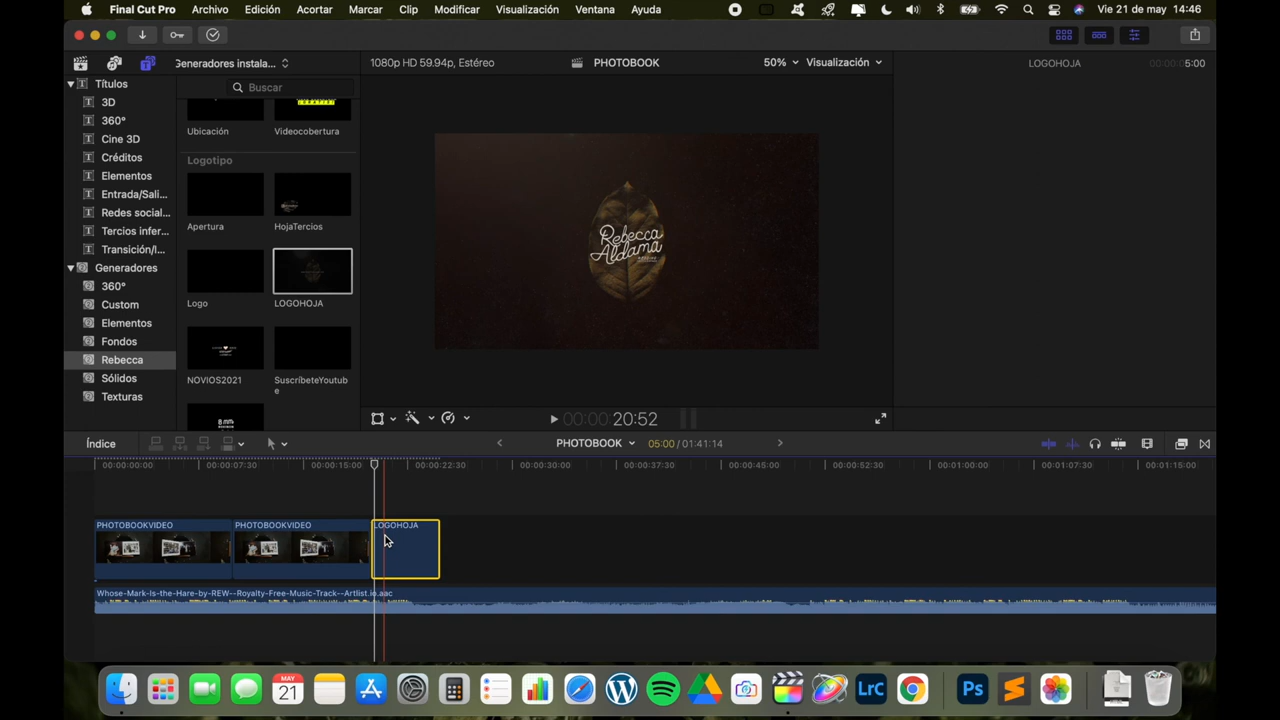 Final Cut Pro Archivo Edición Acortar Marcar Clip Modificar Visualización Ventana Ayuda Vie 21 de may 14:46
Generadores instala... 1080p HD 59.94p, Estéreo PHOTOBOOK 50% Visualización LOGOHOJA 00:00:05:00
Títulos
3D
360°
Cine 3D
Créditos
Elementos
Entrada/Sali...
Redes social...
Tercios infer...
Transición/I...
Generadores
360°
Custom
Elementos
Fondos
Rebecca
Sólidos
Texturas
Buscar
Ubicación Videocobertura
Logotipo
Apertura HojaTercios
Logo LOGOHOJA
NOVIOS2021 SuscríbeteYoutub
e
8mm
Rebecca
Aldama
00:00:20:52
Índice PHOTOBOOK 05:00 / 01:41:14
00:00:00:00 00:00:07:30 00:00:15:00 00:00:22:30 00:00:30:00 00:00:37:30 00:00:45:00 00:00:52:30 00:01:00:00 00:01:07:30 00:01:15:00
PHOTOBOOKVIDEO PHOTOBOOKVIDEO LOGOHOJA
Whose-Mark-Is-the-Hare-by-REW--Royalty-Free-Music-Track--Artlist.io.aac
MAY
21 LrC Ps